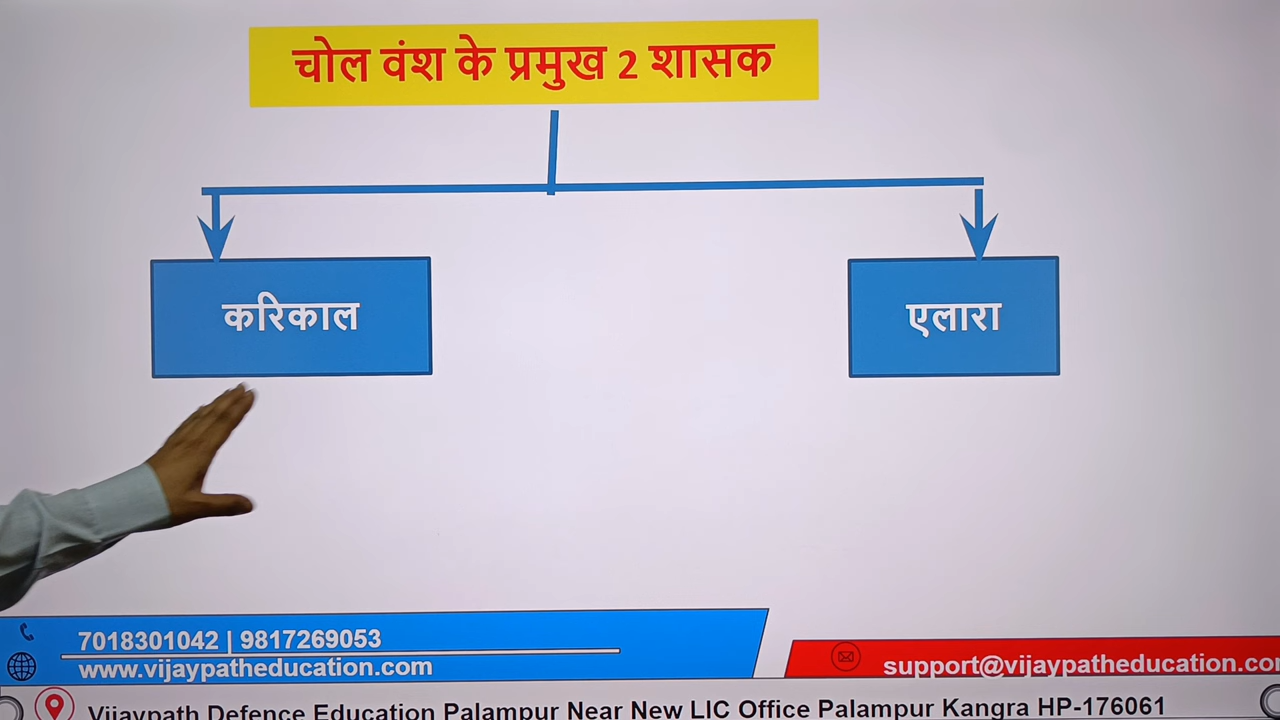 चोल वंश के प्रमुख 2 शासक
करिकाल
एलारा
7018301042 | 9817269053
www.vijaypatheducation.com
support@vijaypatheducation.com
Vijaypath Defence Education Palampur Near New LIC Office Palampur Kangra HP-176061